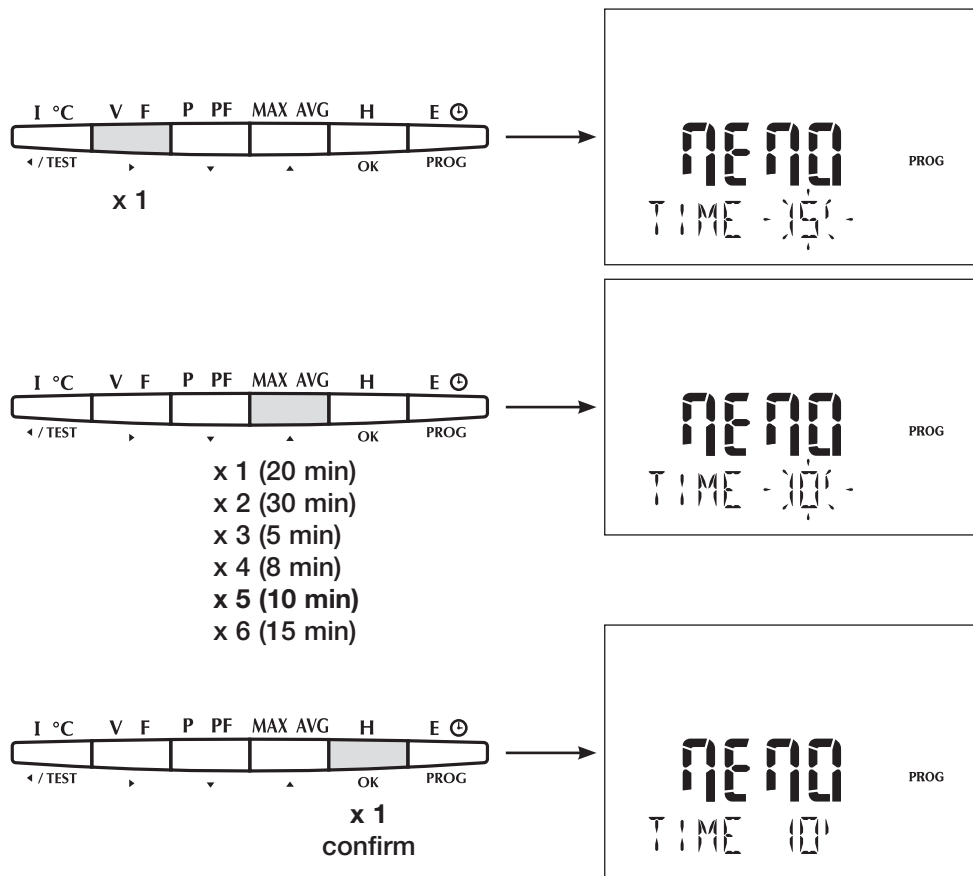 I °C V F P PF MAX AVG H E
/ TEST OK PROG
x 1
MEMO PROG
TIME 15'
I °C V F P PF MAX AVG H E
/ TEST OK PROG
x 1 (20 min)
x 2 (30 min)
x 3 (5 min)
x 4 (8 min)
x 5 (10 min)
x 6 (15 min)
MEMO PROG
TIME 10'
I °C V F P PF MAX AVG H E
/ TEST OK PROG
x 1
confirm
MEMO PROG
TIME 10'